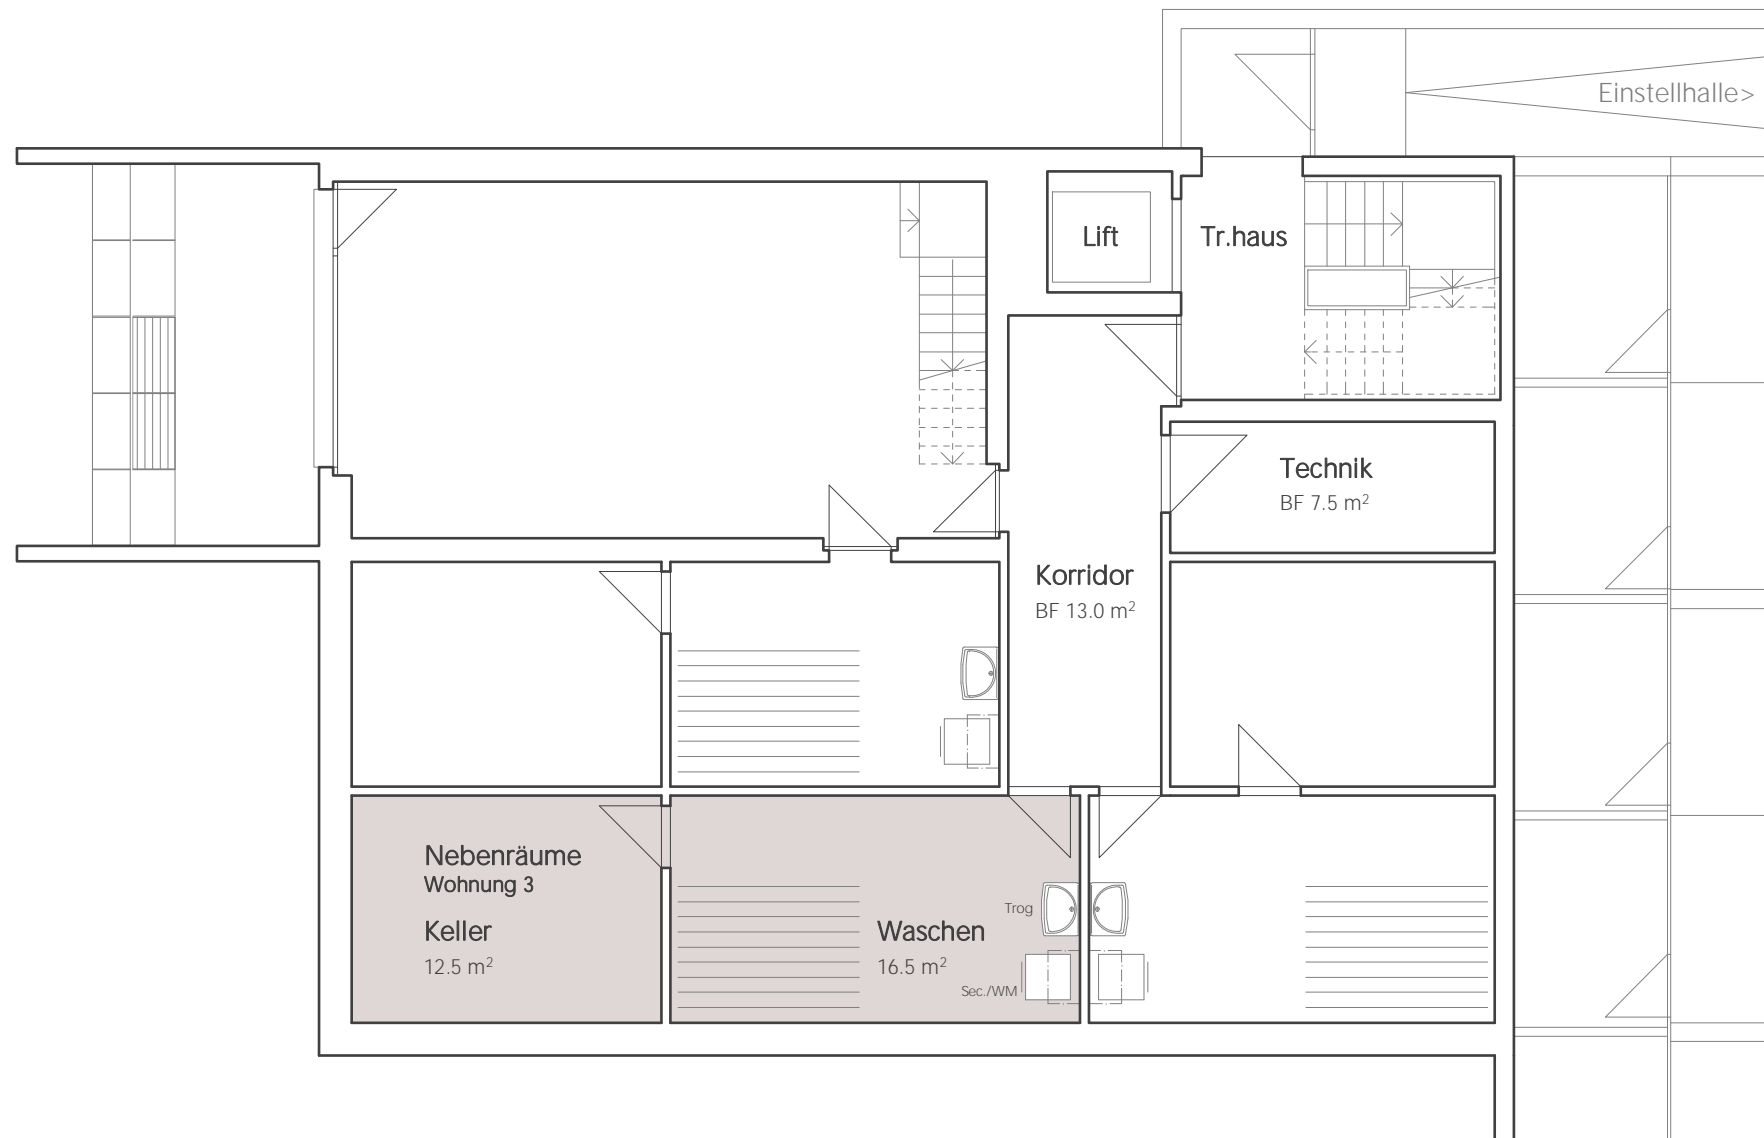 Einstellhalle>
Lift
Tr.haus
Technik
BF 7.5 m²
Korridor
BF 13.0 m²
Nebenräume
Wohnung 3
Keller
12.5 m²
Waschen
16.5 m²
Trog
Sec./WM